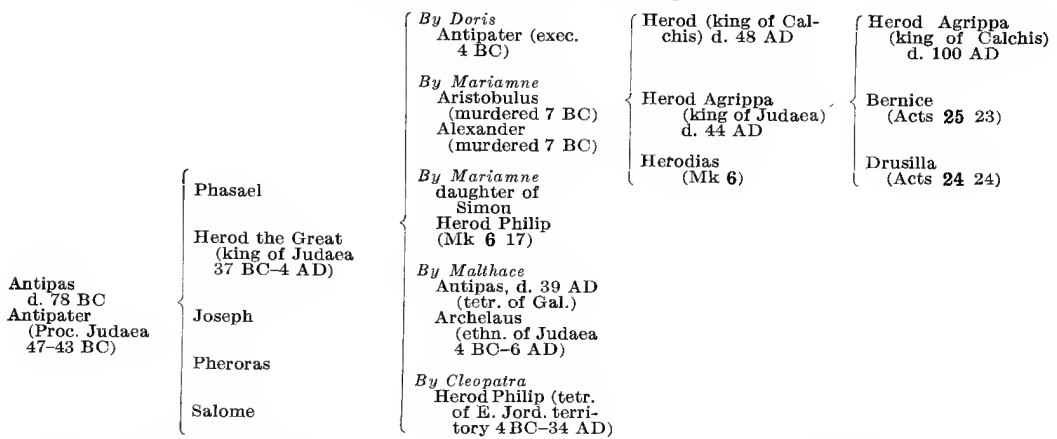 Antipas
d. 78 BC
Antipater
(Proc. Judaea
47–43 BC)
Phasael
Herod the Great
(king of Judaea
37 BC–4 AD)
Joseph
Pheroras
Salome
By Doris
Antipater (exec.
4 BC)
By Mariamne
Aristobulus
(murdered 7 BC)
Alexander
(murdered 7 BC)
By Mariamne
daughter of
Simon
Herod Philip
(Mk 6 17)
By Malthace
Antipas, d. 39 AD
(tetr. of Gal.)
Archelaus
(ethn. of Judaea
4 BC–6 AD)
By Cleopatra
Herod Philip (tetr.
of E. Jord. terri-
tory 4 BC–34 AD)
Herod (king of Cal-
chis) d. 48 AD
Herod Agrippa
(king of Judaea)
d. 44 AD
Herodias
(Mk 6)
Herod Agrippa
(king of Calchis)
d. 100 AD
Bernice
(Acts 25 23)
Drusilla
(Acts 24 24)